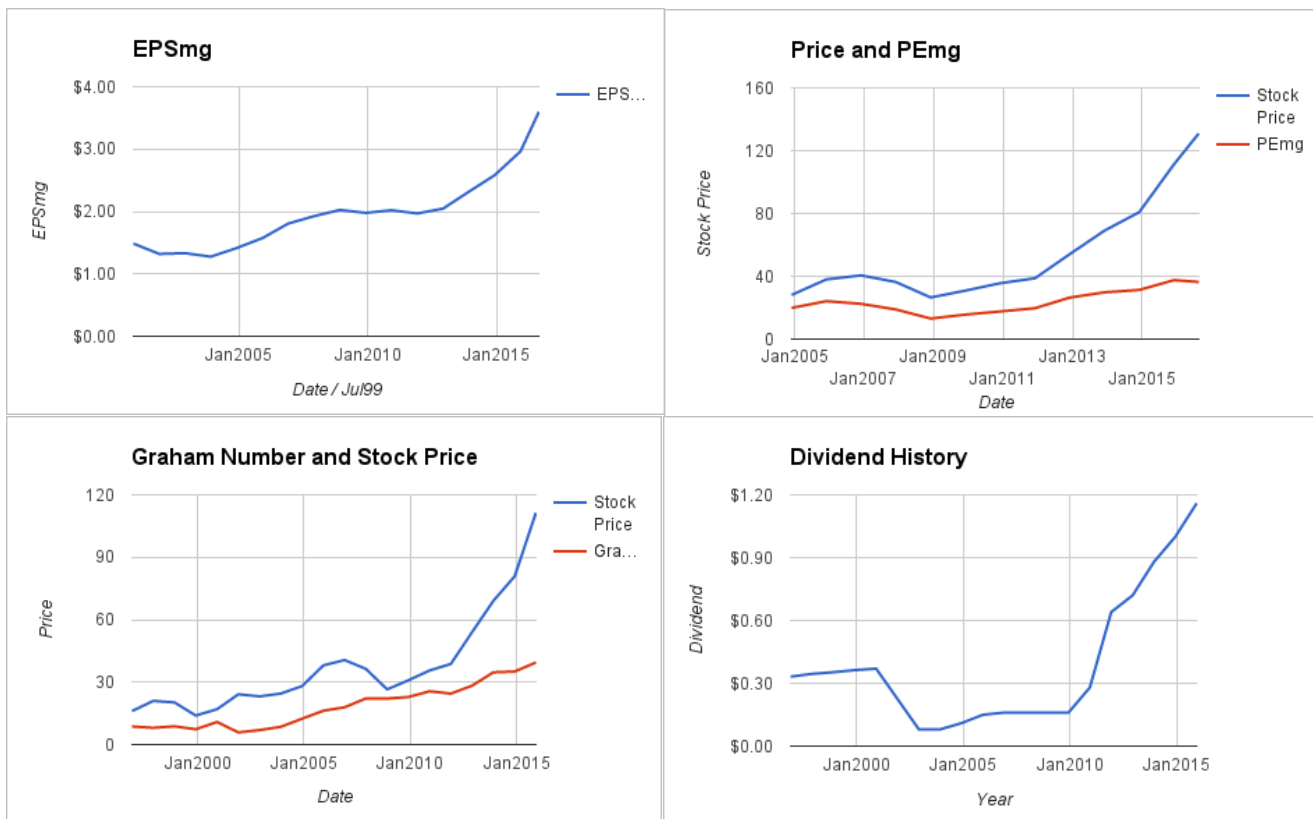 EPSmg
$4.00
$3.00
$2.00
$1.00
$0.00
EPSmg
EPS...
Jan2005 Jan2010 Jan2015
Date / Jul99
Price and PEmg
160
120
80
40
0
Stock Price
Stock
Price
PEmg
Jan2005 Jan2009 Jan2013
Jan2007 Jan2011 Jan2015
Date
Graham Number and Stock Price
120
90
60
30
0
Price
Stock
Price
Gra...
Jan2000 Jan2005 Jan2010 Jan2015
Date
Dividend History
$1.20
$0.90
$0.60
$0.30
$0.00
Dividend
Jan2000 Jan2005 Jan2010 Jan2015
Year